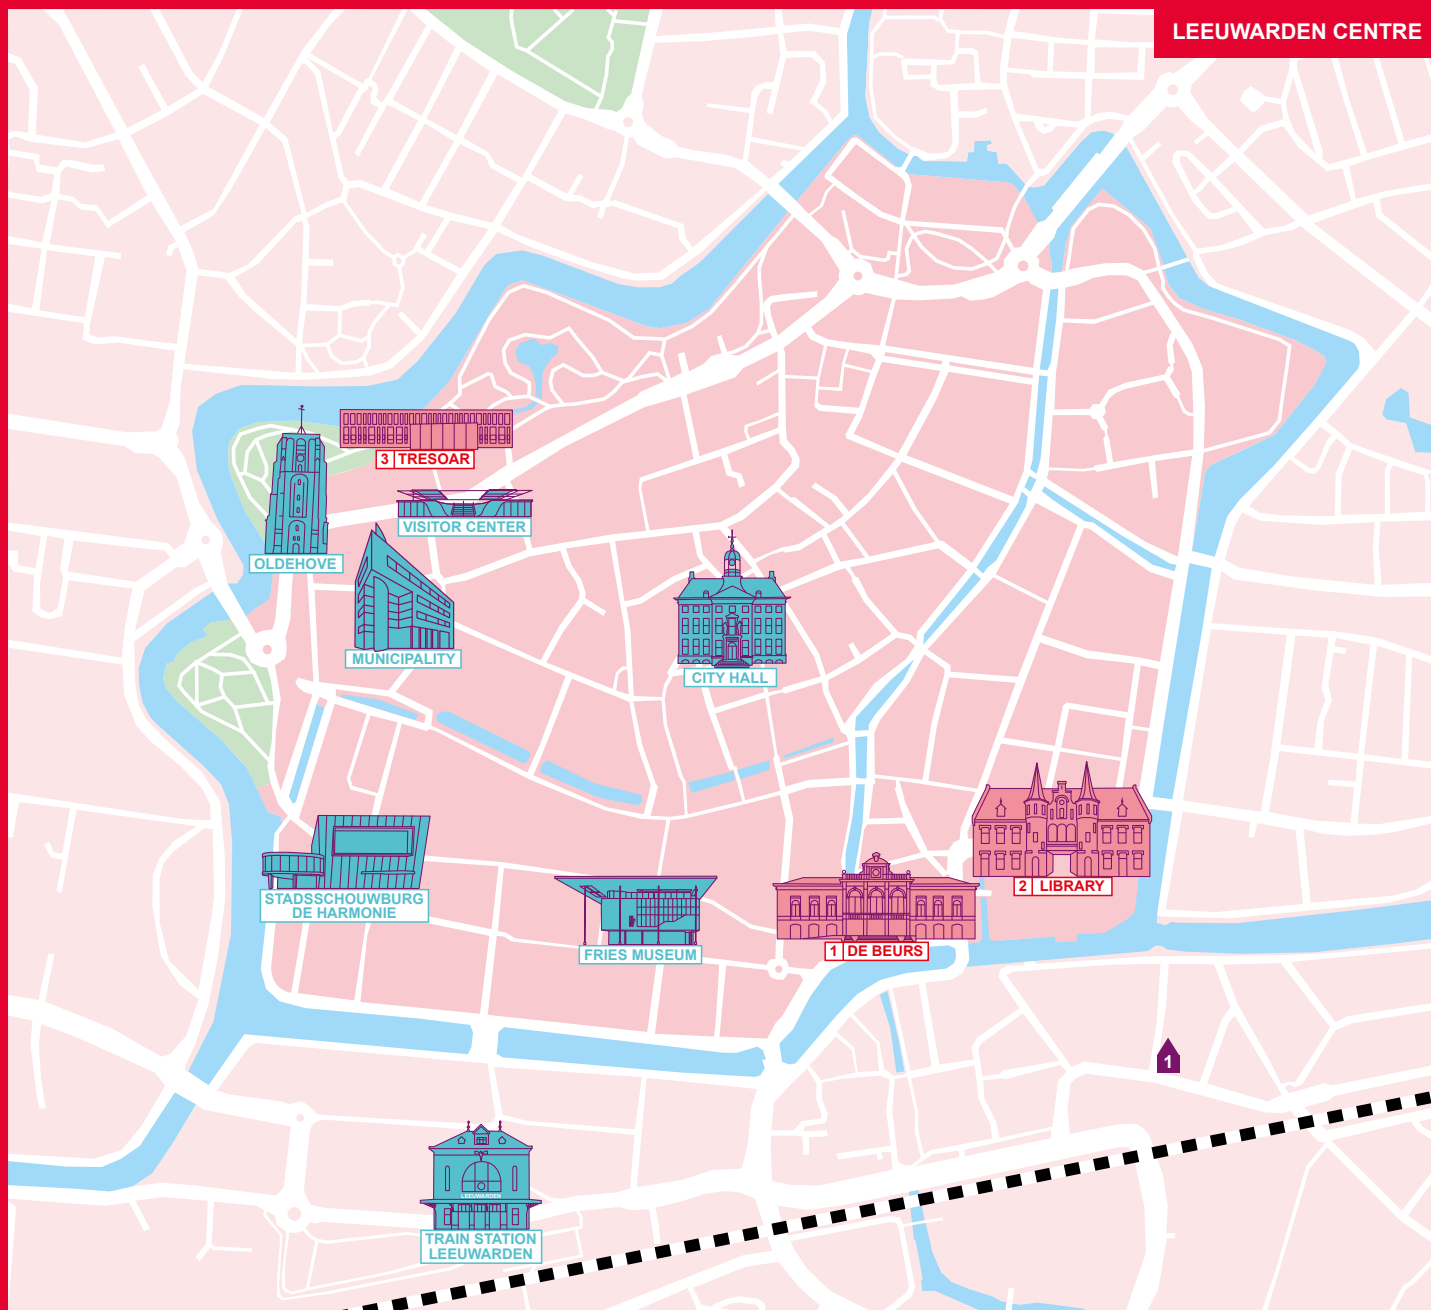 LEEUWARDEN CENTRE
3 TRESOAR
VISITOR CENTER
OLDEHOVE
MUNICIPALITY
CITY HALL
2 LIBRARY
STADSSCHOUWBURG
DE HARMONIE
FRIES MUSEUM
1 DE BEURS
1
LEEUWARDEN
TRAIN STATION
LEEUWARDEN